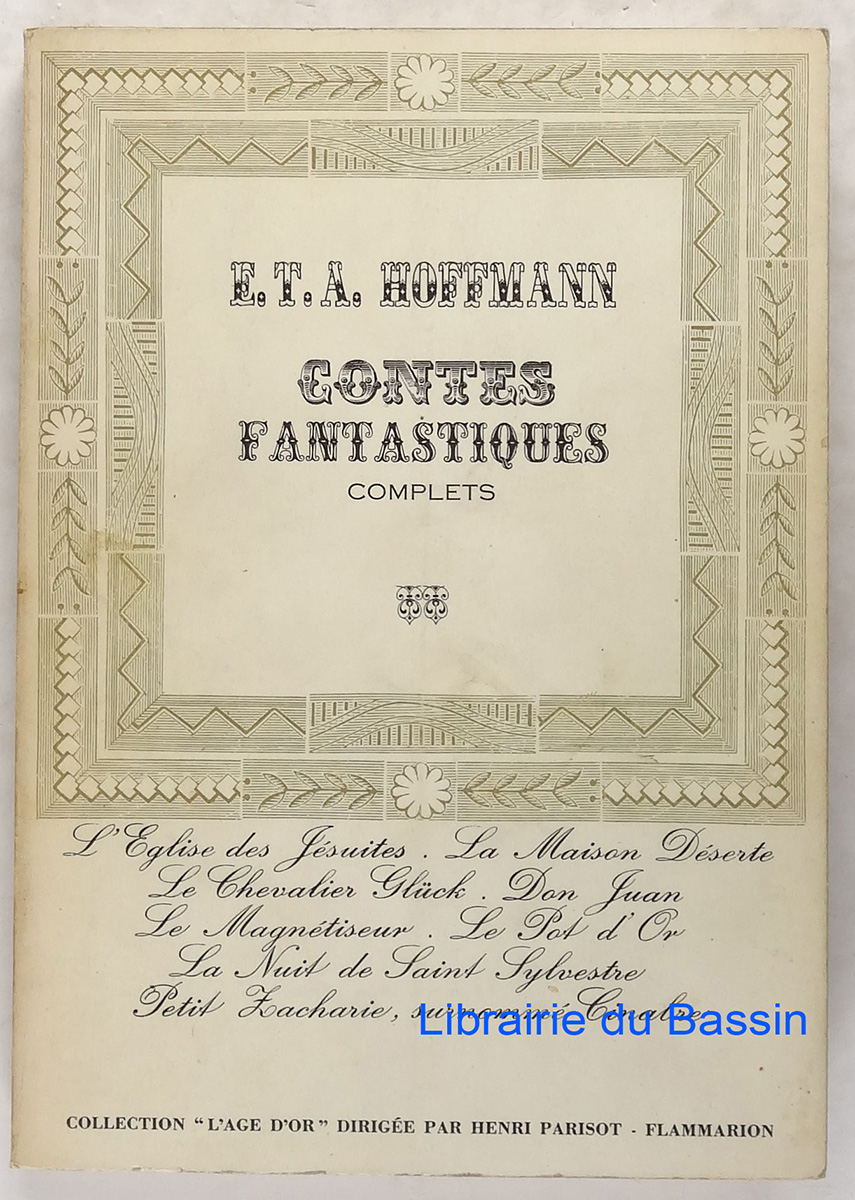 E. T. A. HOFFMANN
CONTES
FANTASTIQUES
COMPLETS
L'Eglise des Jésuites . La Maison Déserte
Le Chevalier Glück . Don Juan
Le Magnétiseur . Le Pot d'Or
La Nuit de Saint Sylvestre
Petit Zacharie, surnommé Cinabre
Librairie du Bassin
COLLECTION "L'AGE D'OR" DIRIGÉE PAR HENRI PARISOT - FLAMMARION